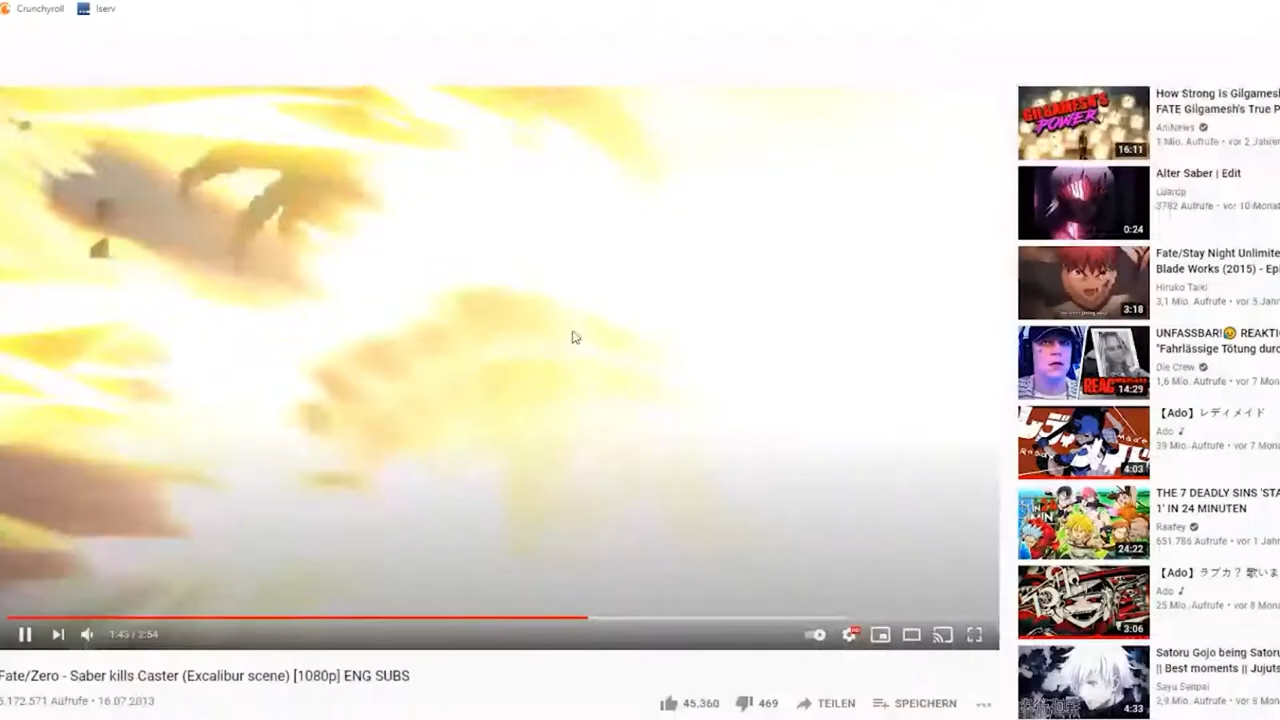 Crunchyroll
Iserv
1:43 / 2:54
Fate/Zero - Saber kills Caster (Excalibur scene) [1080p] ENG SUBS
5.172.571 Aufrufe • 16.07.2013
45.360
469
TEILEN
SPEICHERN
GILGAMESH'S
POWER
16:11
How Strong Is Gilgamesh
FATE Gilgamesh's True P
AniNews
1 Mio. Aufrufe • vor 2 Jahren
0:24
Alter Saber | Edit
3782 Aufrufe • vor 10 Monat
3:18
Fate/Stay Night Unlimite
Blade Works (2015) - Epi
Hiruko Taiki
3,1 Mio. Aufrufe • vor 5 Jahr
REAC
14:29
UNFASSBAR!😥 REAKTI
"Fahrlässige Tötung durc
Die Crew
1,6 Mio. Aufrufe • vor 7 Mon
4:03
【Ado】レディメイド
Ado
39 Mio. Aufrufe • vor 7 Mona
24:22
THE 7 DEADLY SINS 'STA
1' IN 24 MINUTEN
Raafey
651.786 Aufrufe • vor 1 Jahr
3:06
【Ado】ラブカ？ 歌いま
Ado
25 Mio. Aufrufe • vor 8 Mona
4:33
Satoru Gojo being Satoru
|| Best moments || Jujuts
Sayu Senpai
2,9 Mio. Aufrufe • vor 8 Mon